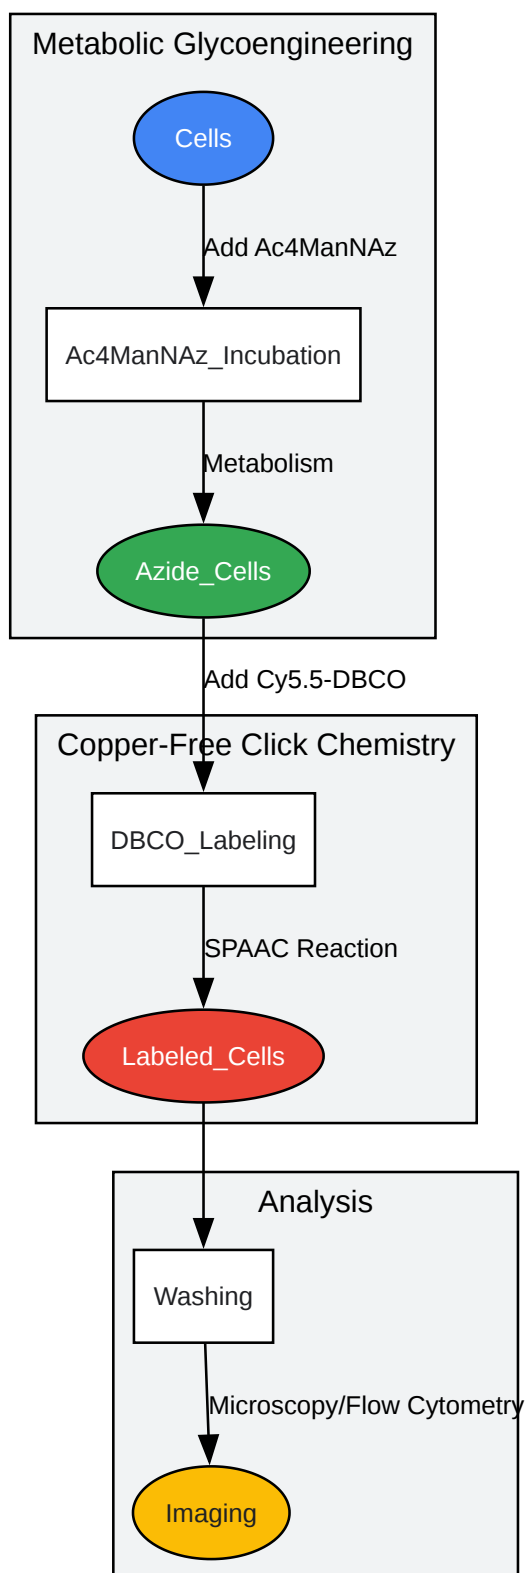 Metabolic Glycoengineering
Cells
Add Ac4ManNAz
Ac4ManNAz_Incubation
Metabolism
Azide_Cells
Add Cy5.5-DBCO
Copper-Free Click Chemistry
DBCO_Labeling
SPAAC Reaction
Labeled_Cells
Analysis
Washing
Microscopy/Flow Cytometry
Imaging